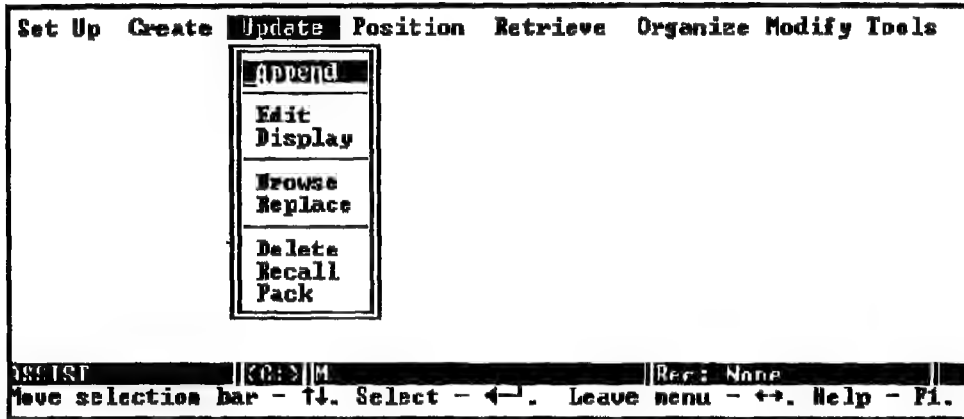 Set Up Create Update Position Retrieve Organize Modify Tools
Append
Edit
Display
Browse
Replace
Delete
Recall
Pack
ASSIST <C:> M Rec: None
Move selection bar - ↑↓. Select - ↵. Leave menu - ↔. Help - F1.